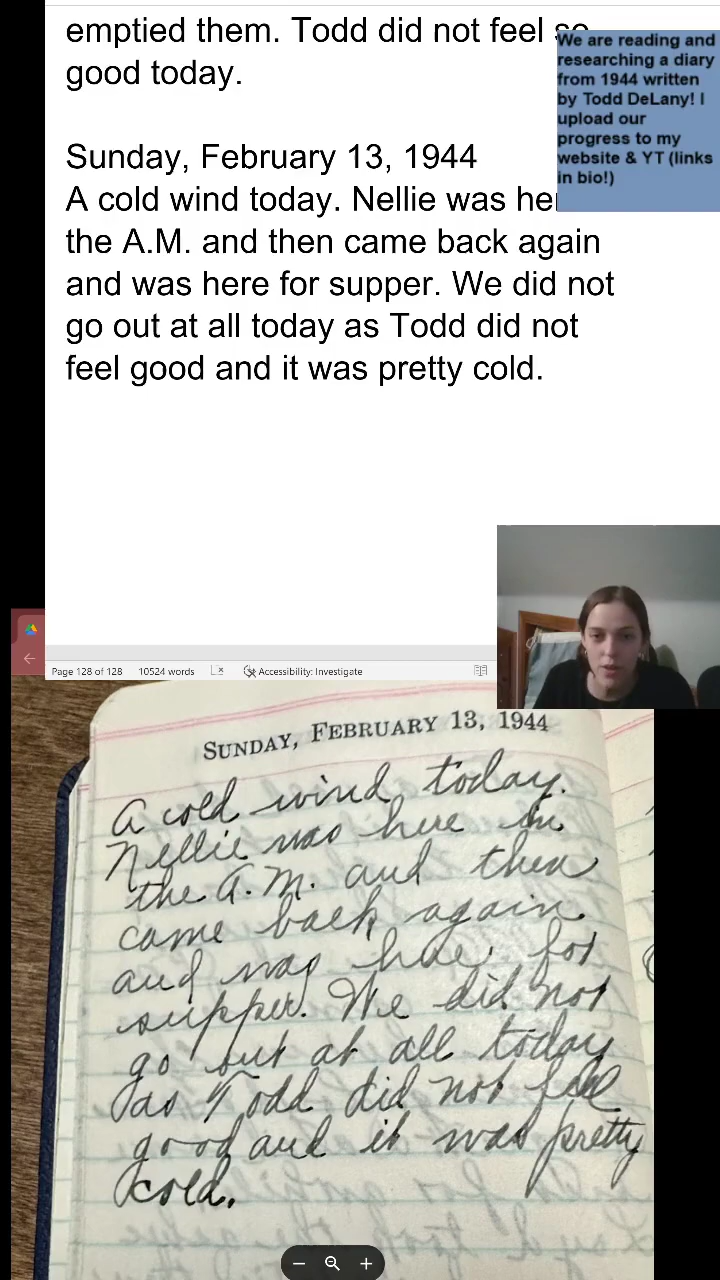 emptied them. Todd did not feel so
good today.
We are reading and
researching a diary
from 1944 written
by Todd DeLany! I
upload our
progress to my
website & YT (links
in bio!)
Sunday, February 13, 1944
A cold wind today. Nellie was
the A.M. and then came back again
and was here for supper. We did not
go out at all today as Todd did not
feel good and it was pretty cold.
Page 128 of 128 10524 words Accessibility: Investigate
SUNDAY, FEBRUARY 13, 1944
A cold wind today.
Nellie was here in
the A.M. and then
came back again
and was here for
supper. We did not
go out at all today
as Todd did not feel
good and it was pretty
cold.